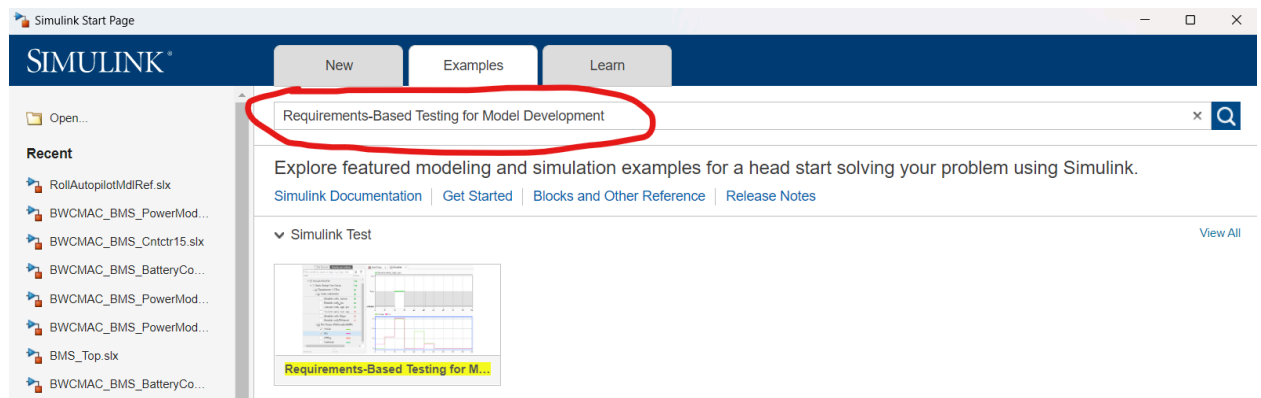 Simulink Start Page
SIMULINK®
New
Examples
Learn
Open...
Recent
RollAutopilotMdlRef.slx
BWCMAC_BMS_PowerMod...
BWCMAC_BMS_Cntctr15.slx
BWCMAC_BMS_BatteryCo...
BWCMAC_BMS_PowerMod...
BWCMAC_BMS_PowerMod...
BMS_Top.slx
BWCMAC_BMS_BatteryCo...
Requirements-Based Testing for Model Development
Explore featured modeling and simulation examples for a head start solving your problem using Simulink.
Simulink Documentation | Get Started | Blocks and Other Reference | Release Notes
Simulink Test
View All
Requirements-Based Testing for M...